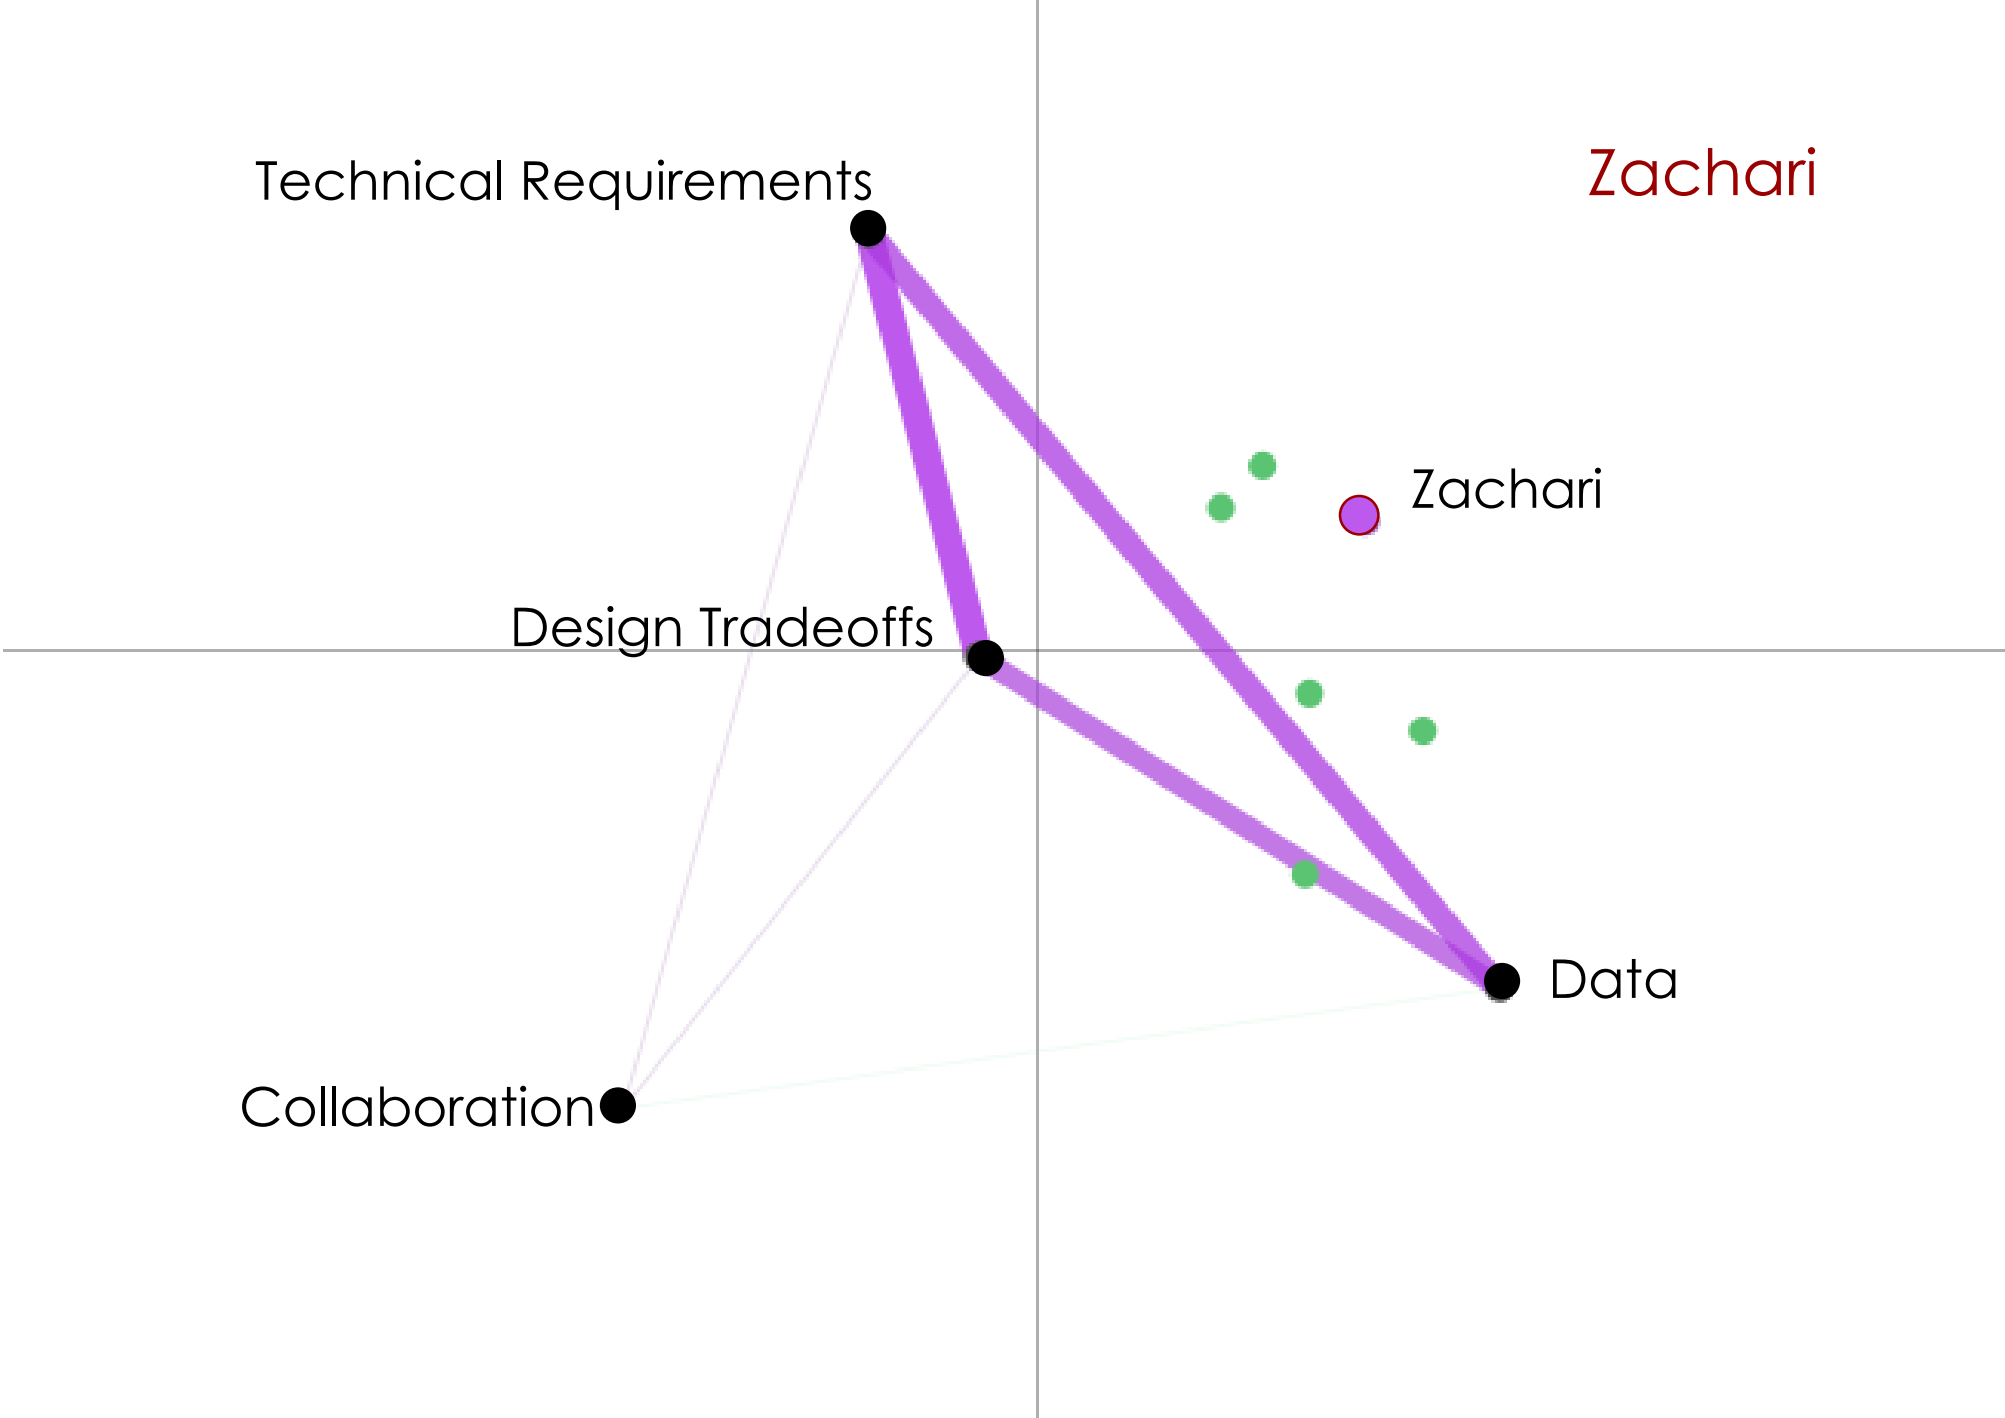 Technical Requirements
Zachari
Zachari
Design Tradeoffs
Data
Collaboration